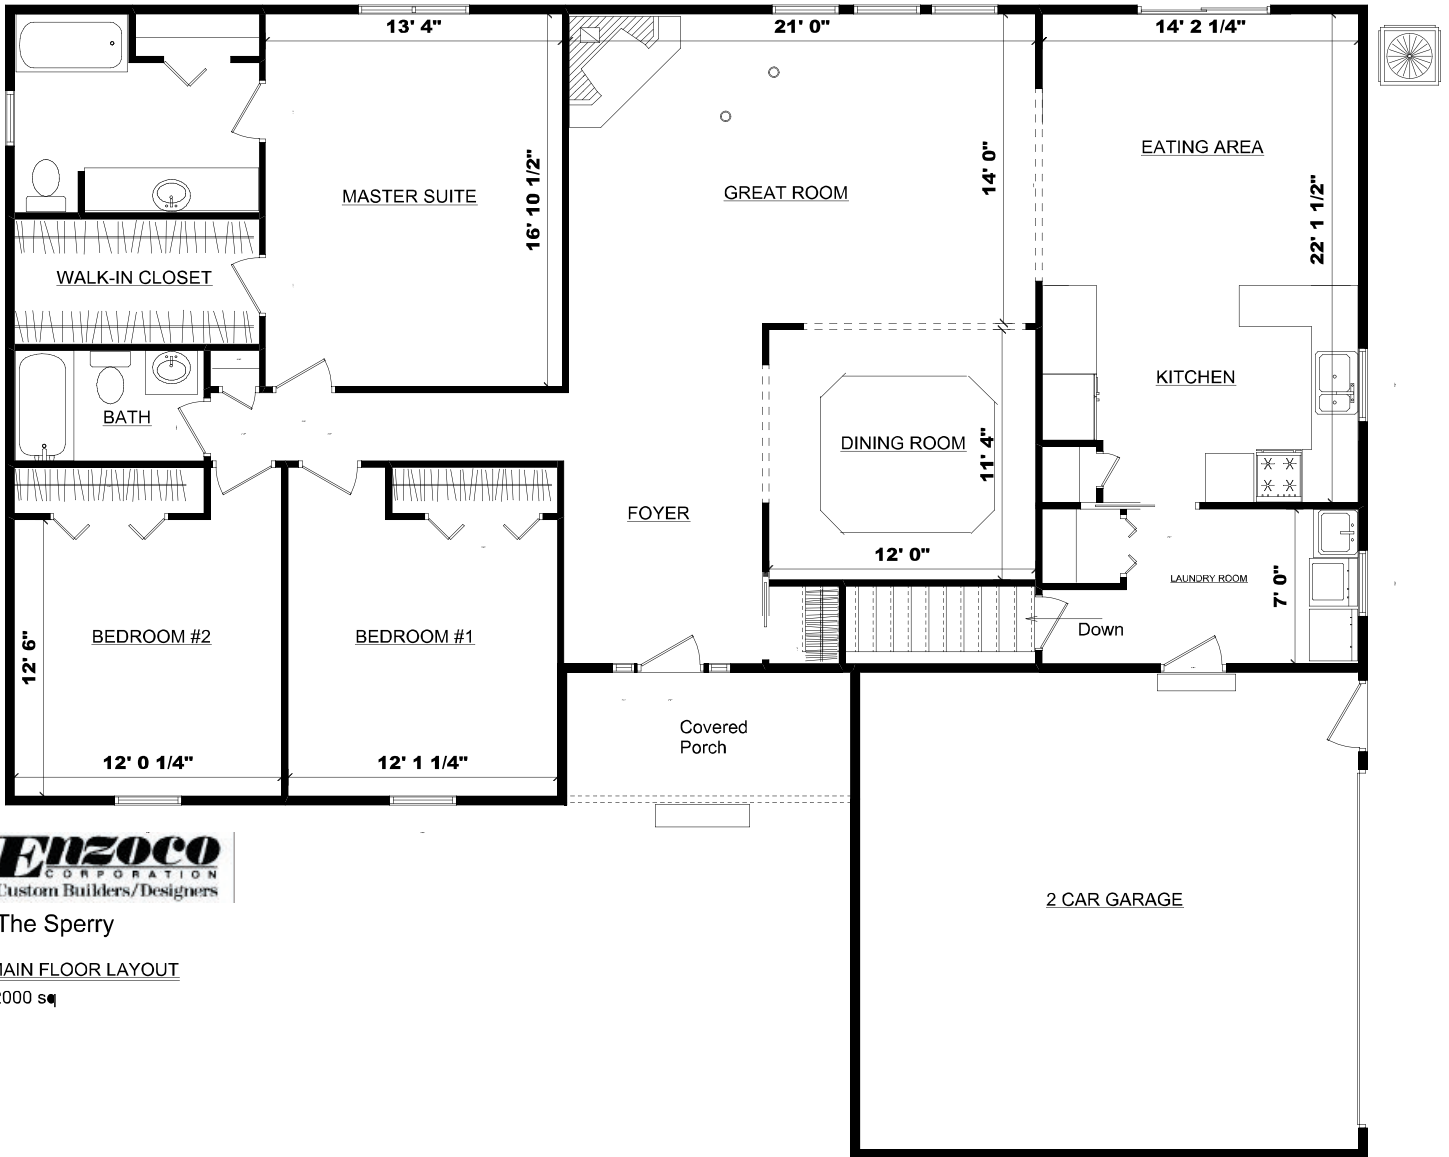 13' 4"
21' 0"
14' 2 1/4"
EATING AREA
MASTER SUITE
16' 10 1/2"
GREAT ROOM
14' 0"
22' 1 1/2"
WALK-IN CLOSET
KITCHEN
BATH
DINING ROOM
11' 4"
FOYER
12' 0"
LAUNDRY ROOM
7' 0"
BEDROOM #2
BEDROOM #1
Down
12' 6"
Covered
Porch
12' 0 1/4"
12' 1 1/4"
Enzoco
CORPORATION
Custom Builders/Designers
2 CAR GARAGE
The Sperry
MAIN FLOOR LAYOUT
2000 sq